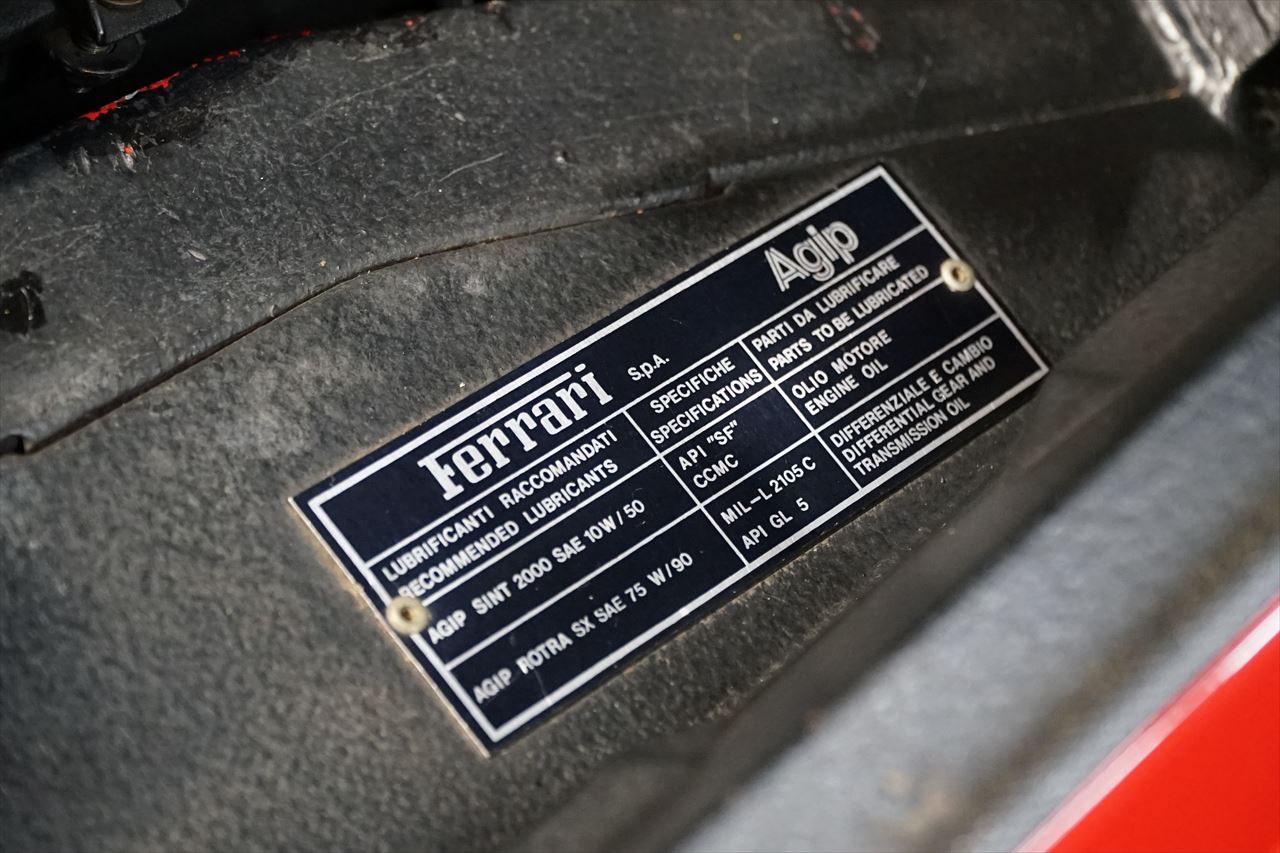 Ferrari S.p.A. Agip
LUBRIFICANTI RACCOMANDATI SPECIFICHE PARTI DA LUBRIFICARE
RECOMMENDED LUBRICANTS SPECIFICATIONS PARTS TO BE LUBRICATED
AGIP SINT 2000 SAE 10W/50 API "SF" OLIO MOTORE
CCMC ENGINE OIL
AGIP ROTRA SX SAE 75 W/90 MIL-L 2105 C DIFFERENZIALE E CAMBIO
API GL 5 DIFFERENTIAL GEAR AND
TRANSMISSION OIL